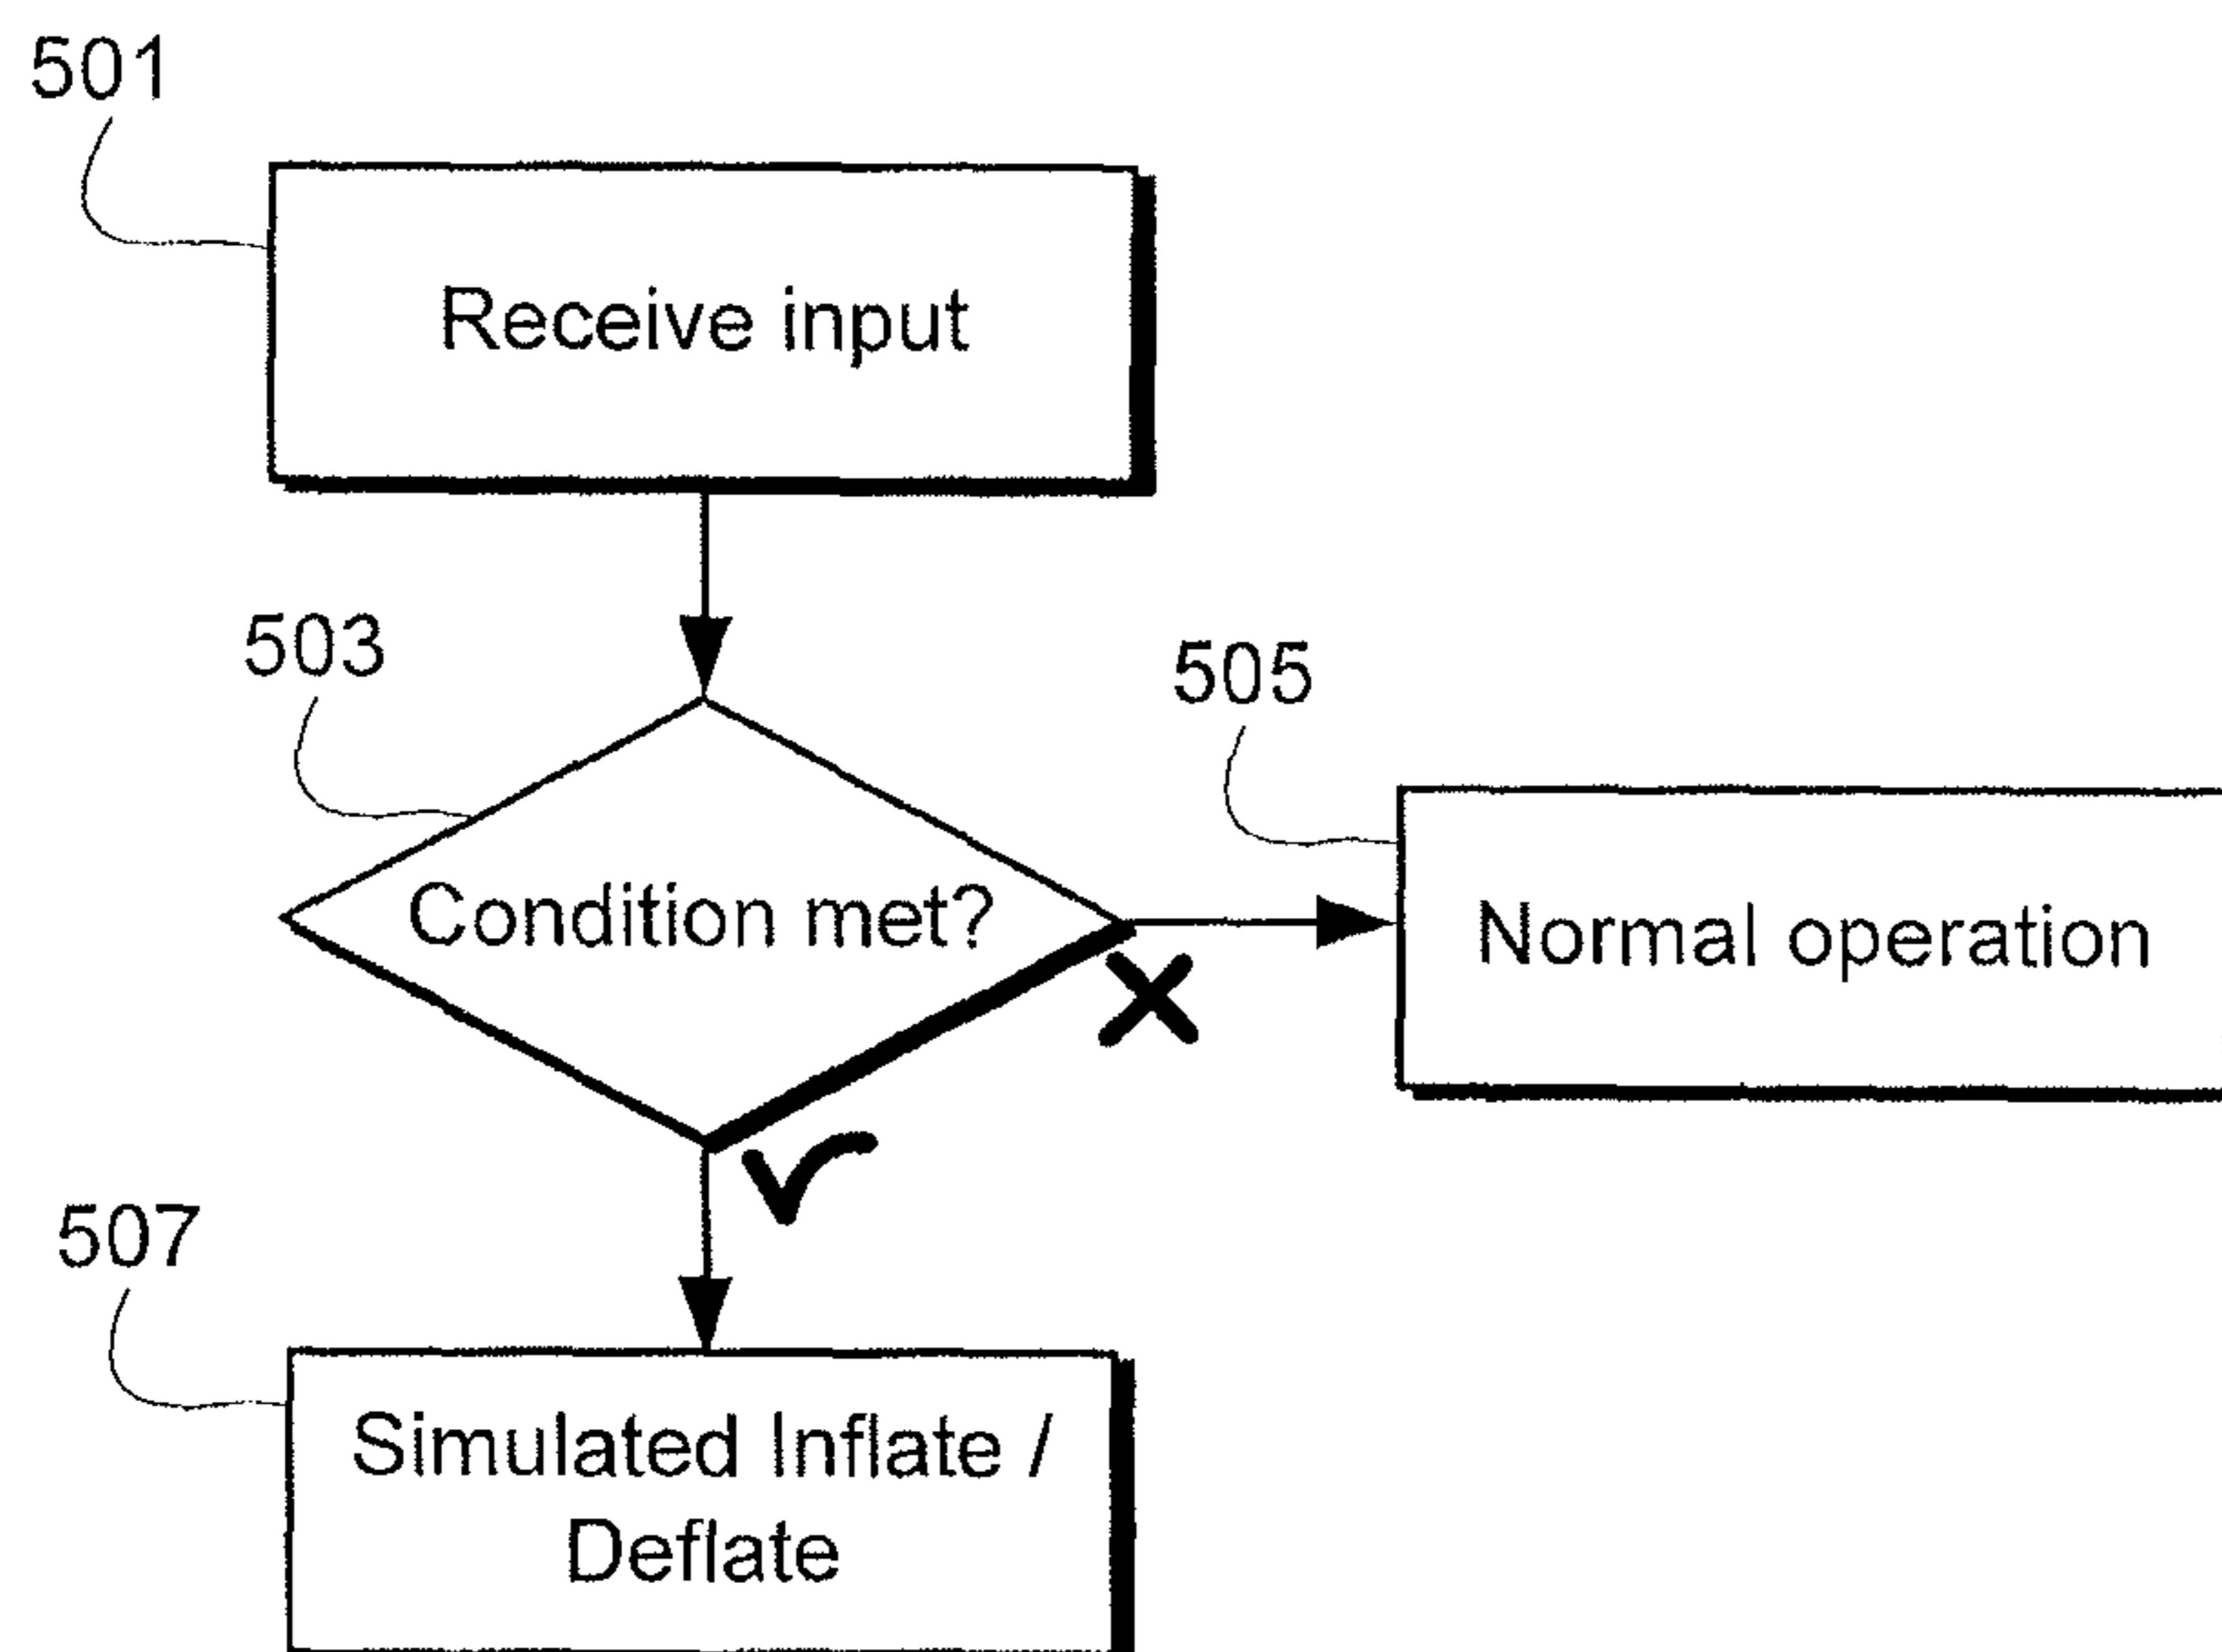 501
Receive input
503
505
Condition met?
Normal operation
507
Simulated Inflate /
Deflate